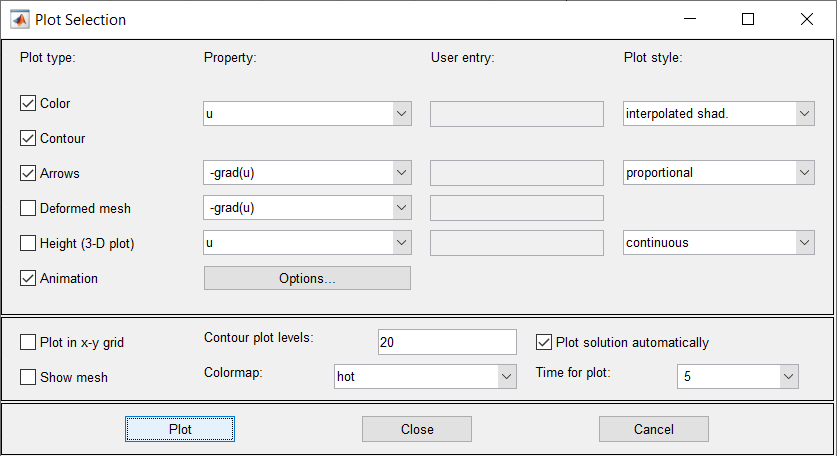 Plot Selection
Plot type: Property: User entry: Plot style:
Color
u interpolated shad.
Contour
Arrows -grad(u) proportional
Deformed mesh -grad(u)
Height (3-D plot) u continuous
Animation Options...
Plot in x-y grid Contour plot levels: 20 Plot solution automatically
Show mesh Colormap: hot Time for plot: 5
Plot Close Cancel